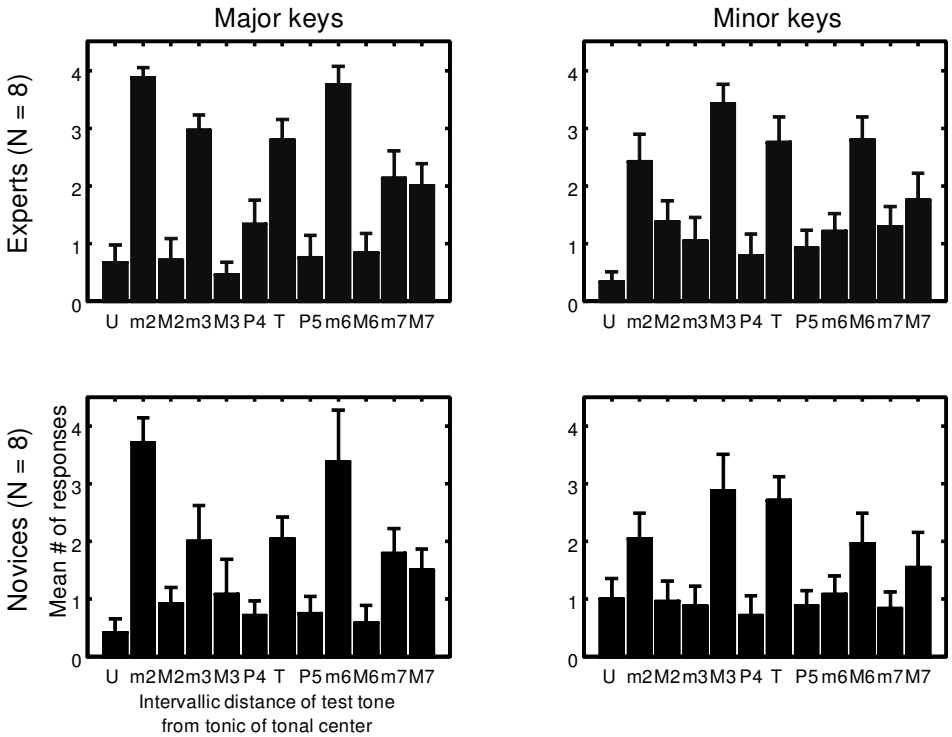 Major keys
Minor keys
Experts (N = 8)
4
3
2
1
0
U m2 M2 m3 M3 P4 T P5 m6 M6 m7 M7
4
3
2
1
0
U m2 M2 m3 M3 P4 T P5 m6 M6 m7 M7
Novices (N = 8)
Mean # of responses
4
3
2
1
0
U m2 M2 m3 M3 P4 T P5 m6 M6 m7 M7
Intervallic distance of test tone
from tonic of tonal center
4
3
2
1
0
U m2 M2 m3 M3 P4 T P5 m6 M6 m7 M7